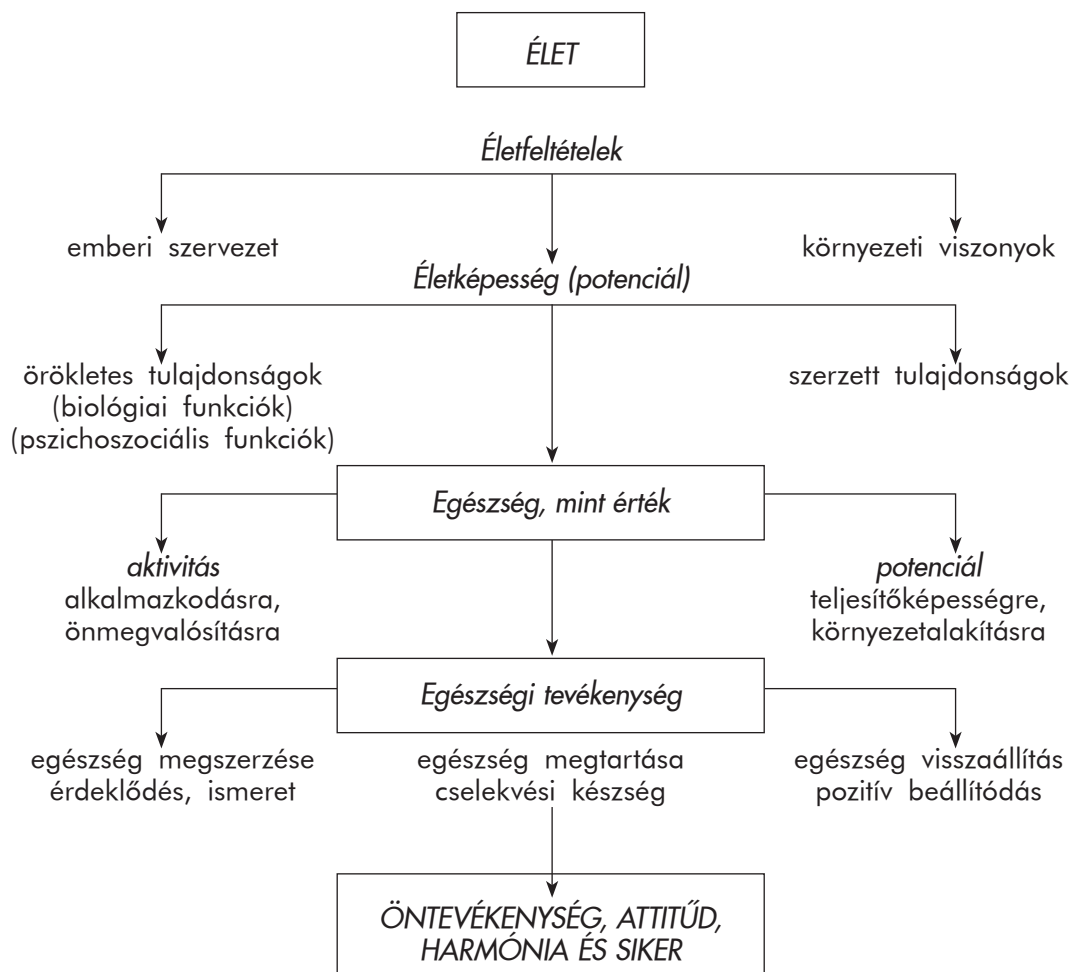 ÉLET
Életfeltételek
emberi szervezet
környezeti viszonyok
Életképesség (potenciál)
örökletes tulajdonságok
(biológiai funkciók)
(pszichoszociális funkciók)
szerzett tulajdonságok
Egészség, mint érték
aktivitás
alkalmazkodásra,
önmegvalósításra
potenciál
teljesítőképességre,
környezetalakításra
Egészségi tevékenység
egészség megszerzése
érdeklődés, ismeret
egészség megtartása
cselekvési készség
egészség visszaállítás
pozitív beállítódás
ÖNTEVÉKENYSÉG, ATTITŰD,
HARMÓNIA ÉS SIKER